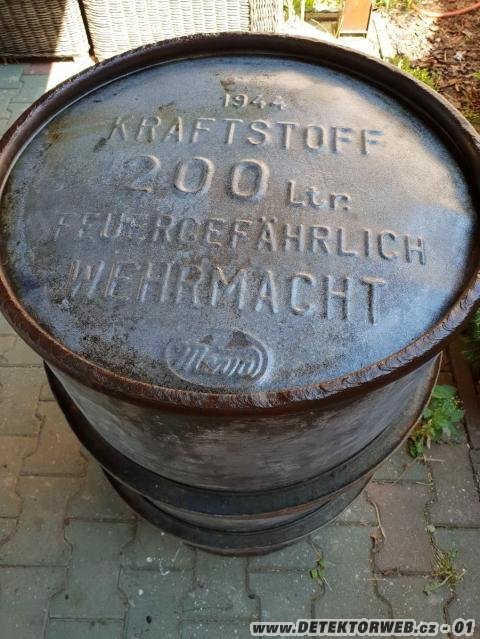 1944
KRAFTSTOFF
200 Ltr.
FEUERGEFÄHRLICH
WEHRMACHT
www.DETEKTORWEB.cz - 01